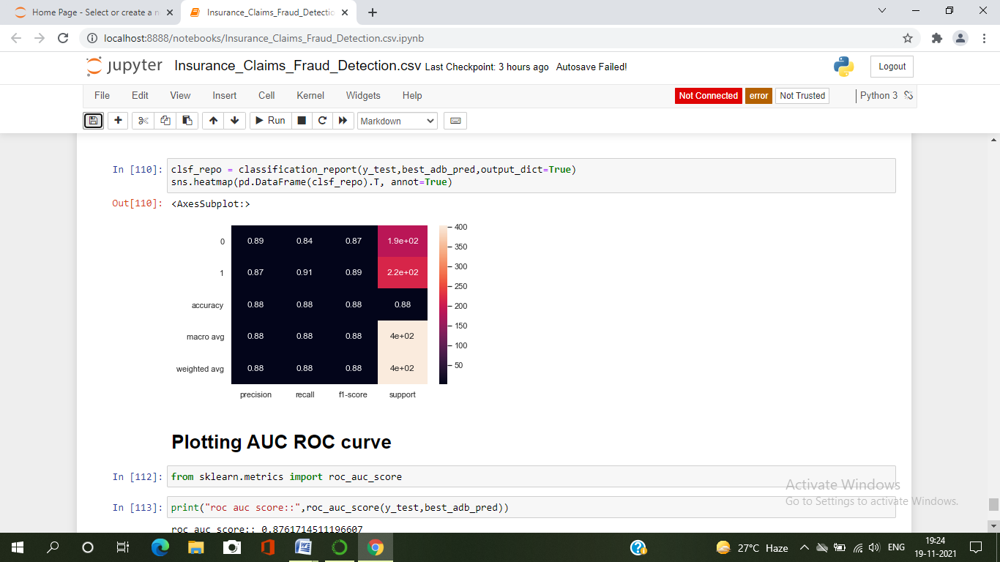 Home Page - Select or create a n
Insurance_Claims_Fraud_Detectio
localhost:8888/notebooks/Insurance_Claims_Fraud_Detection.csv.ipynb
jupyter Insurance_Claims_Fraud_Detection.csv Last Checkpoint: 3 hours ago Autosave Failed!
Logout
File Edit View Insert Cell Kernel Widgets Help
Not Connected error Not Trusted Python 3
Run Markdown
In [110]: clsf_repo = classification_report(y_test,best_adb_pred,output_dict=True)
sns.heatmap(pd.DataFrame(clsf_repo).T, annot=True)
Out[110]: <AxesSubplot:>
0 0.89 0.84 0.87 1.9e+02
1 0.87 0.91 0.89 2.2e+02
accuracy 0.88 0.88 0.88 0.88
macro avg 0.88 0.88 0.88 4e+02
weighted avg 0.88 0.88 0.88 4e+02
precision recall f1-score support
400
350
300
250
200
150
100
50
Plotting AUC ROC curve
In [112]: from sklearn.metrics import roc_auc_score
In [113]: print("roc auc score::",roc_auc_score(y_test,best_adb_pred))
roc auc score:: 0.8761714511196607
Activate Windows
Go to Settings to activate Windows.
27°C Haze
ENG
19:24
19-11-2021